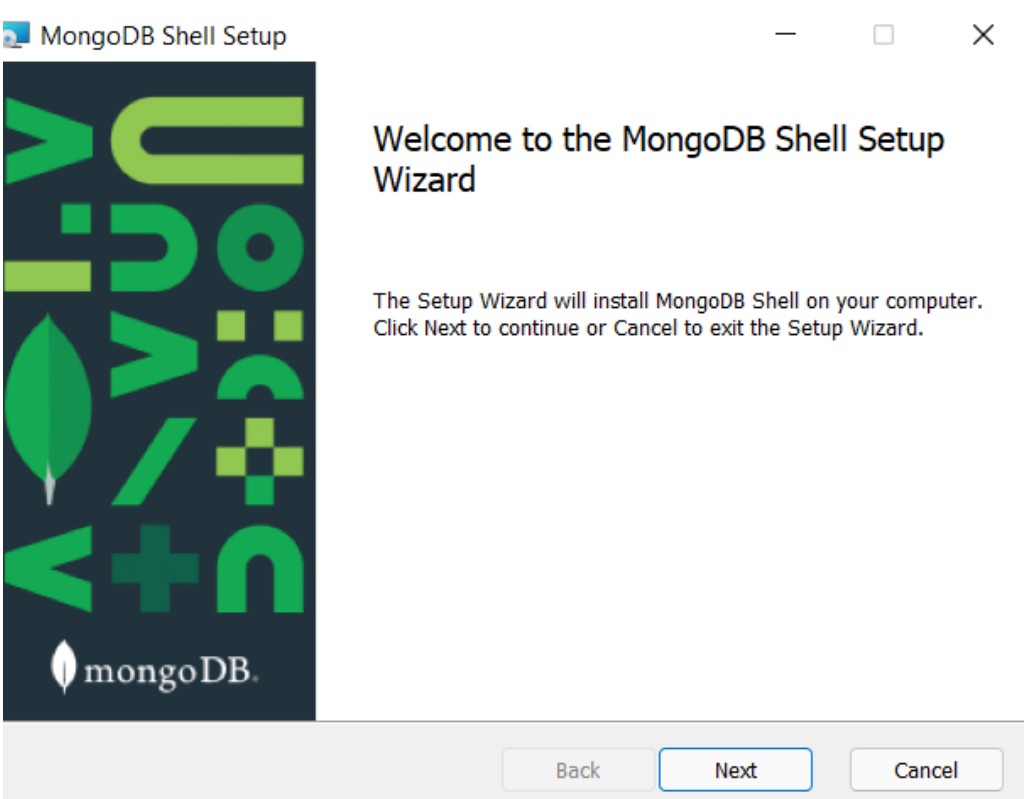 MongoDB Shell Setup
Welcome to the MongoDB Shell Setup
Wizard
The Setup Wizard will install MongoDB Shell on your computer.
Click Next to continue or Cancel to exit the Setup Wizard.
mongoDB.
Back
Next
Cancel